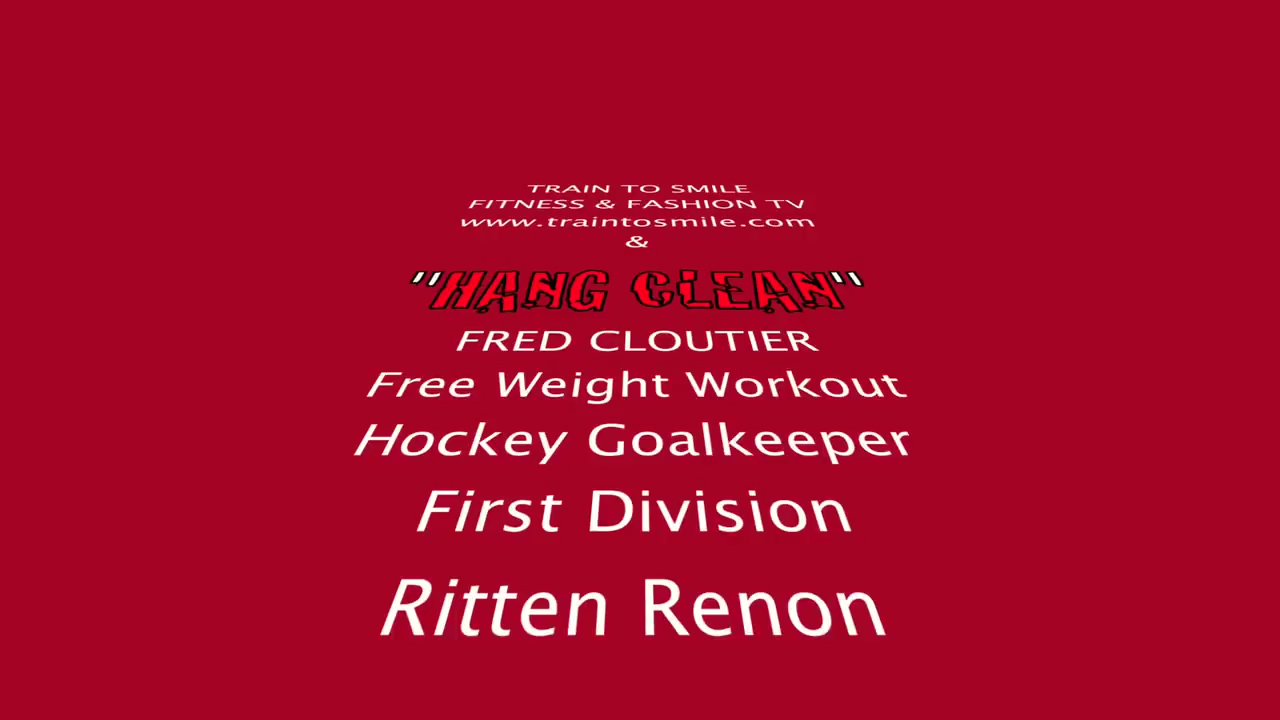 TRAIN TO SMILE
FITNESS & FASHION TV
www.traintosmile.com
&
"HANG CLEAN"
FRED CLOUTIER
Free Weight Workout
Hockey Goalkeeper
First Division
Ritten Renon